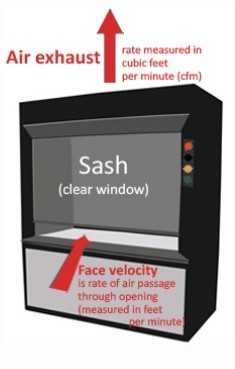 Air exhaust
rate measured in
cubic feet
per minute (cfm)
Sash
(clear window)
Face velocity
is rate of air passage
through opening
(measured in feet
per minute)